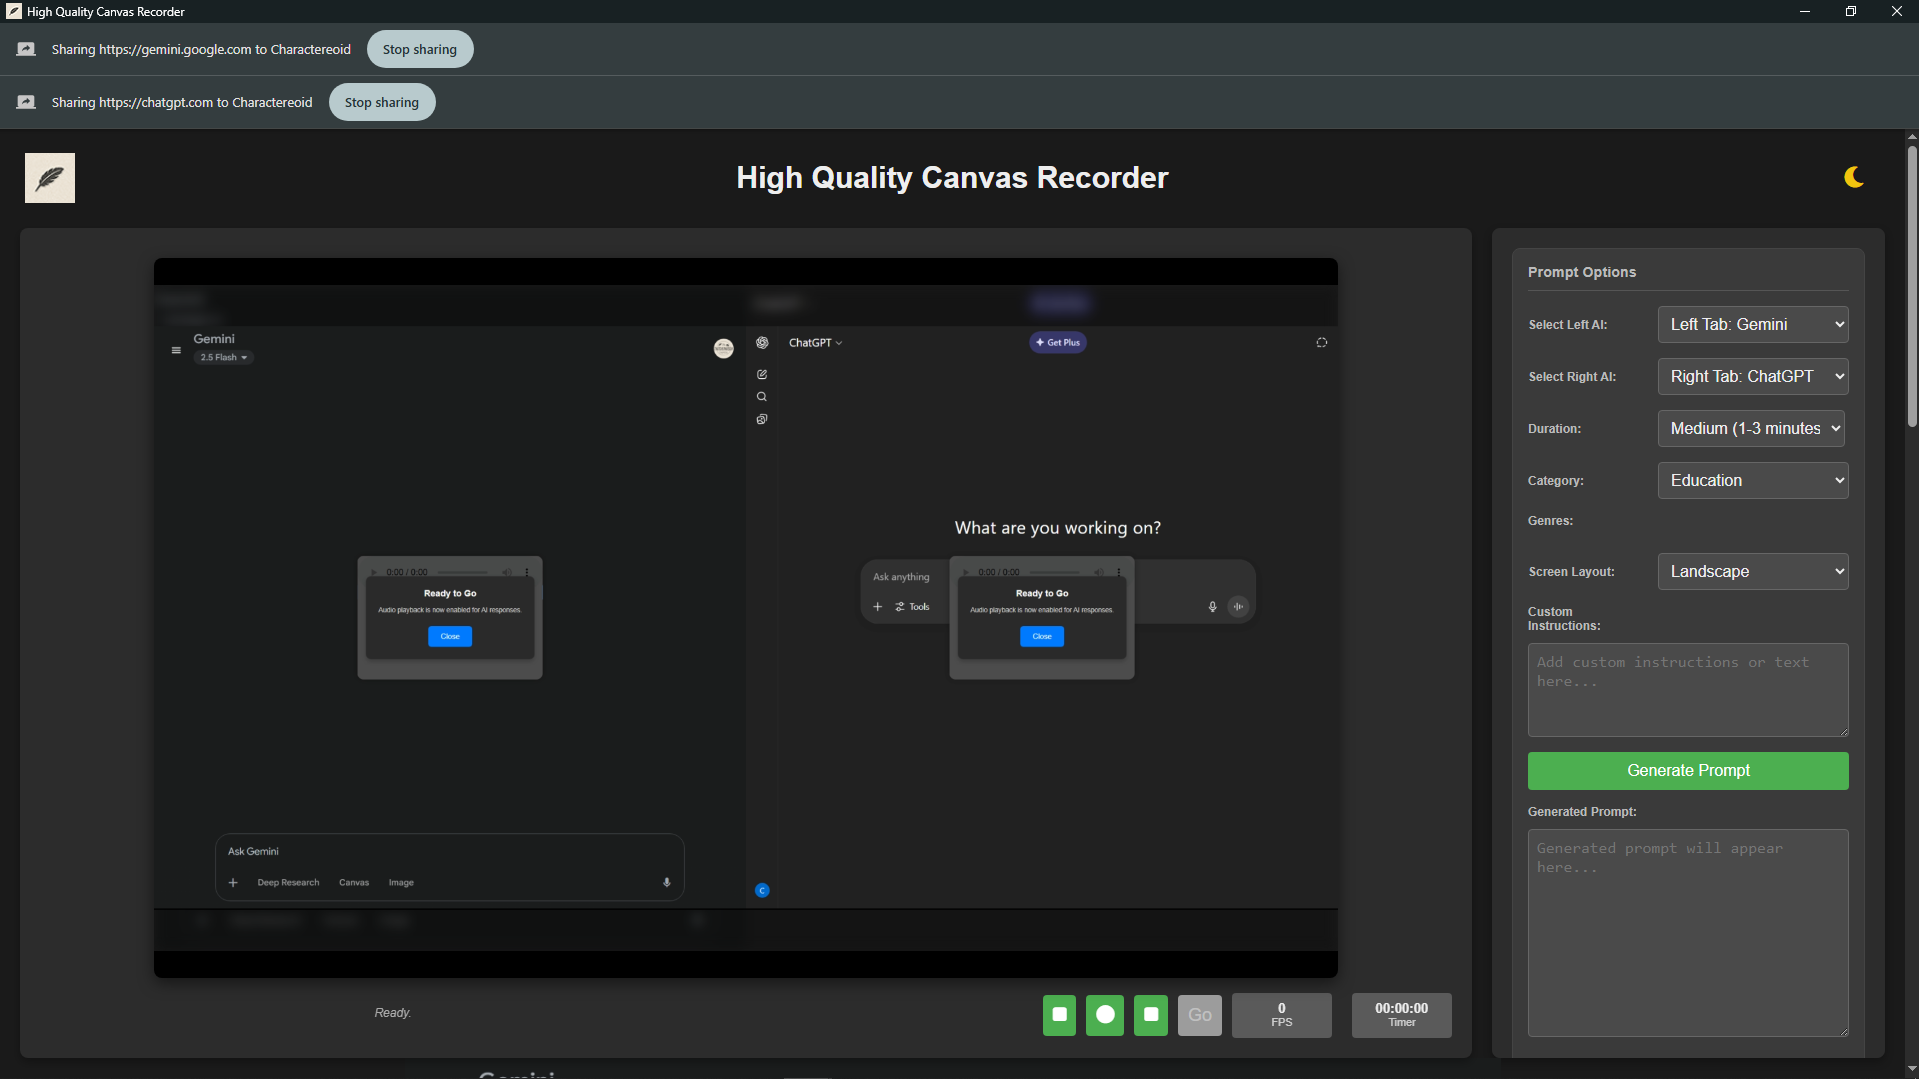 High Quality Canvas Recorder
Sharing https://gemini.google.com to Charactereoid
Stop sharing
Sharing https://chatgpt.com to Charactereoid
Stop sharing
High Quality Canvas Recorder
Gemini
2.5 Flash
ChatGPT
Get Plus
What are you working on?
0:00 / 0:00
Ready to Go
Audio playback is now enabled for AI responses.
Close
Ask anything
Tools
0:00 / 0:00
Ready to Go
Audio playback is now enabled for AI responses.
Close
Ask Gemini
Deep Research
Canvas
Image
C
Ready.
Go
0
FPS
00:00:00
Timer
Prompt Options
Select Left AI:
Left Tab: Gemini
Select Right AI:
Right Tab: ChatGPT
Duration:
Medium (1-3 minutes
Category:
Education
Genres:
Screen Layout:
Landscape
Custom
Instructions:
Add custom instructions or text
here...
Generate Prompt
Generated Prompt:
Generated prompt will appear
here...